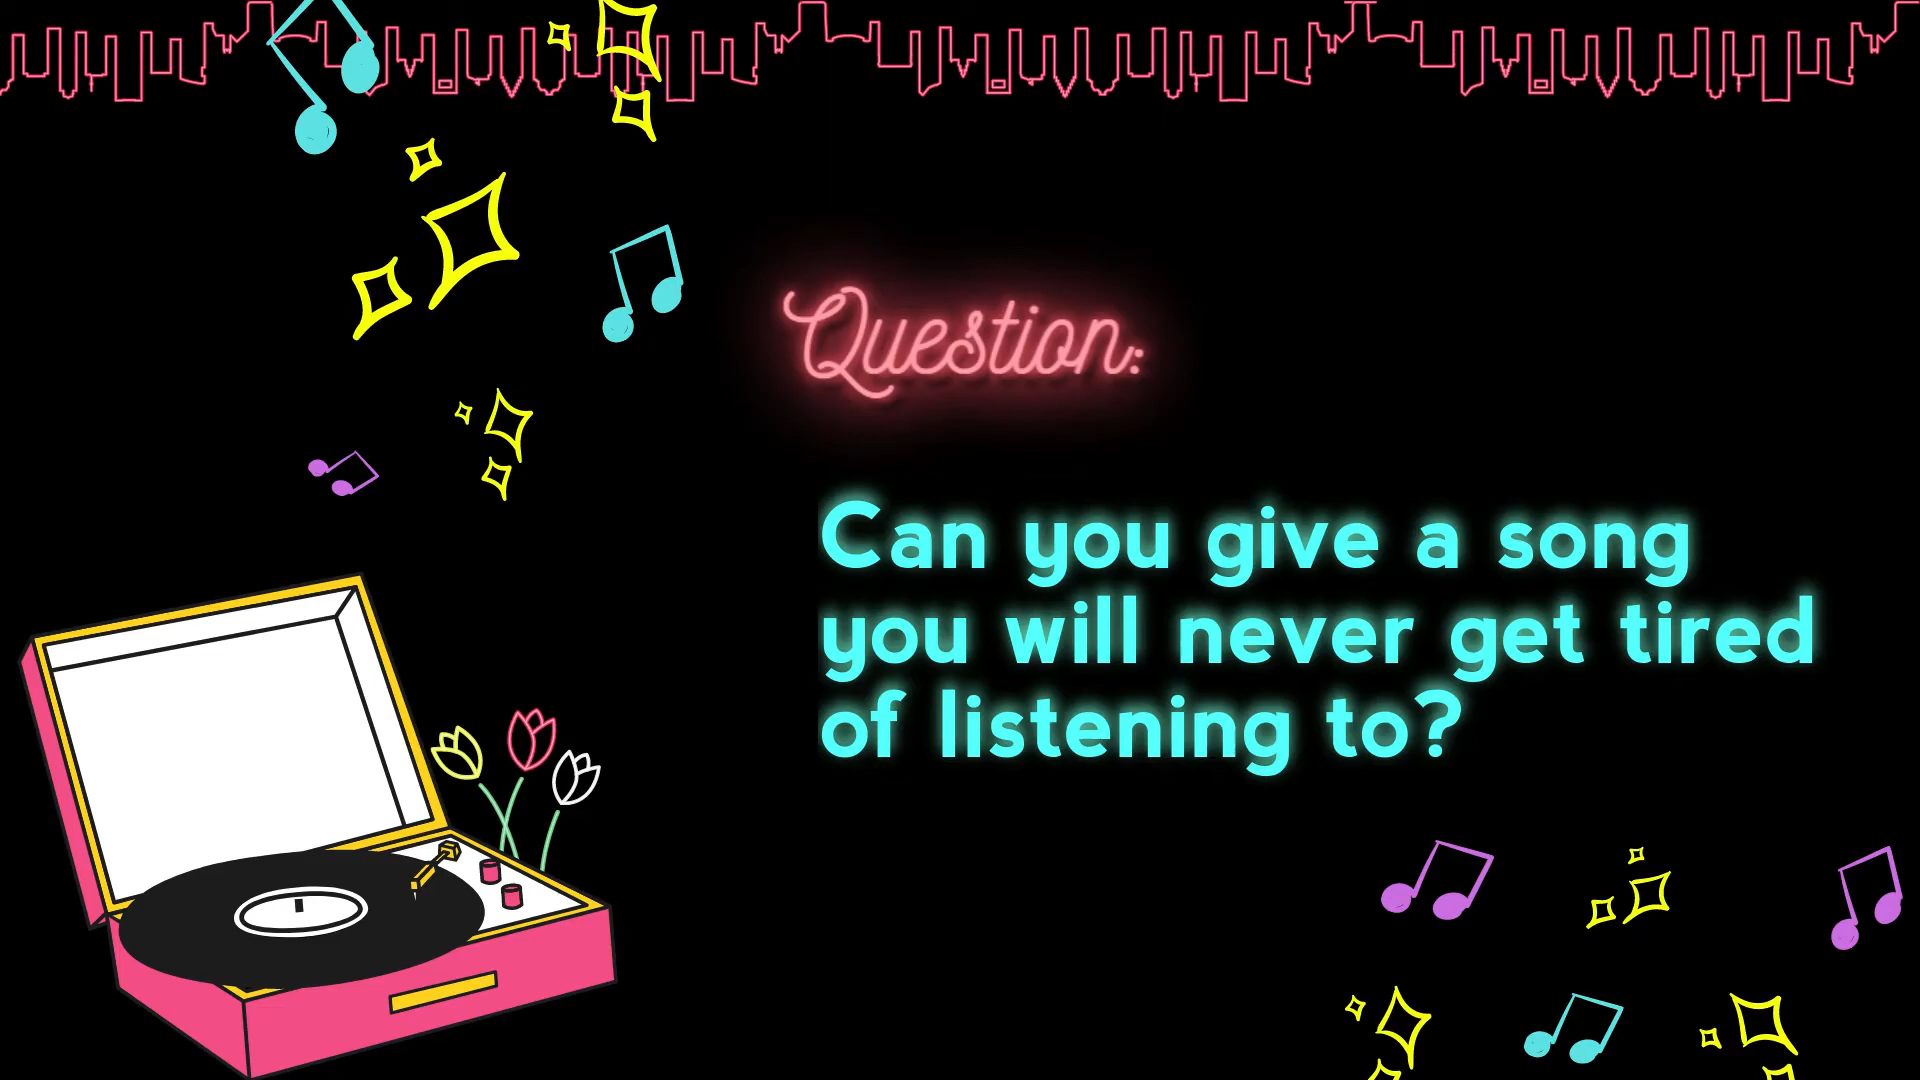 Question:
Can you give a song
you will never get tired
of listening to?